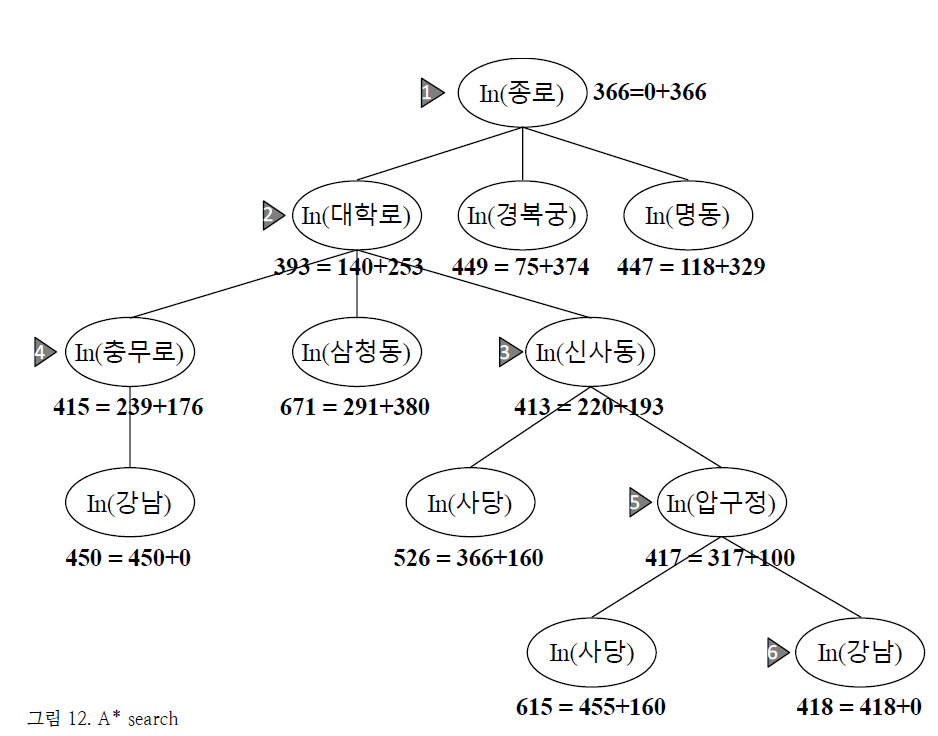 1
In(종로)
366=0+366
2
In(대학로)
In(경복궁)
In(명동)
393 = 140+253
449 = 75+374
447 = 118+329
4
In(충무로)
In(삼청동)
3
In(신사동)
415 = 239+176
671 = 291+380
413 = 220+193
In(강남)
In(사당)
5
In(압구정)
450 = 450+0
526 = 366+160
417 = 317+100
In(사당)
6
In(강남)
615 = 455+160
418 = 418+0
그림 12. A* search